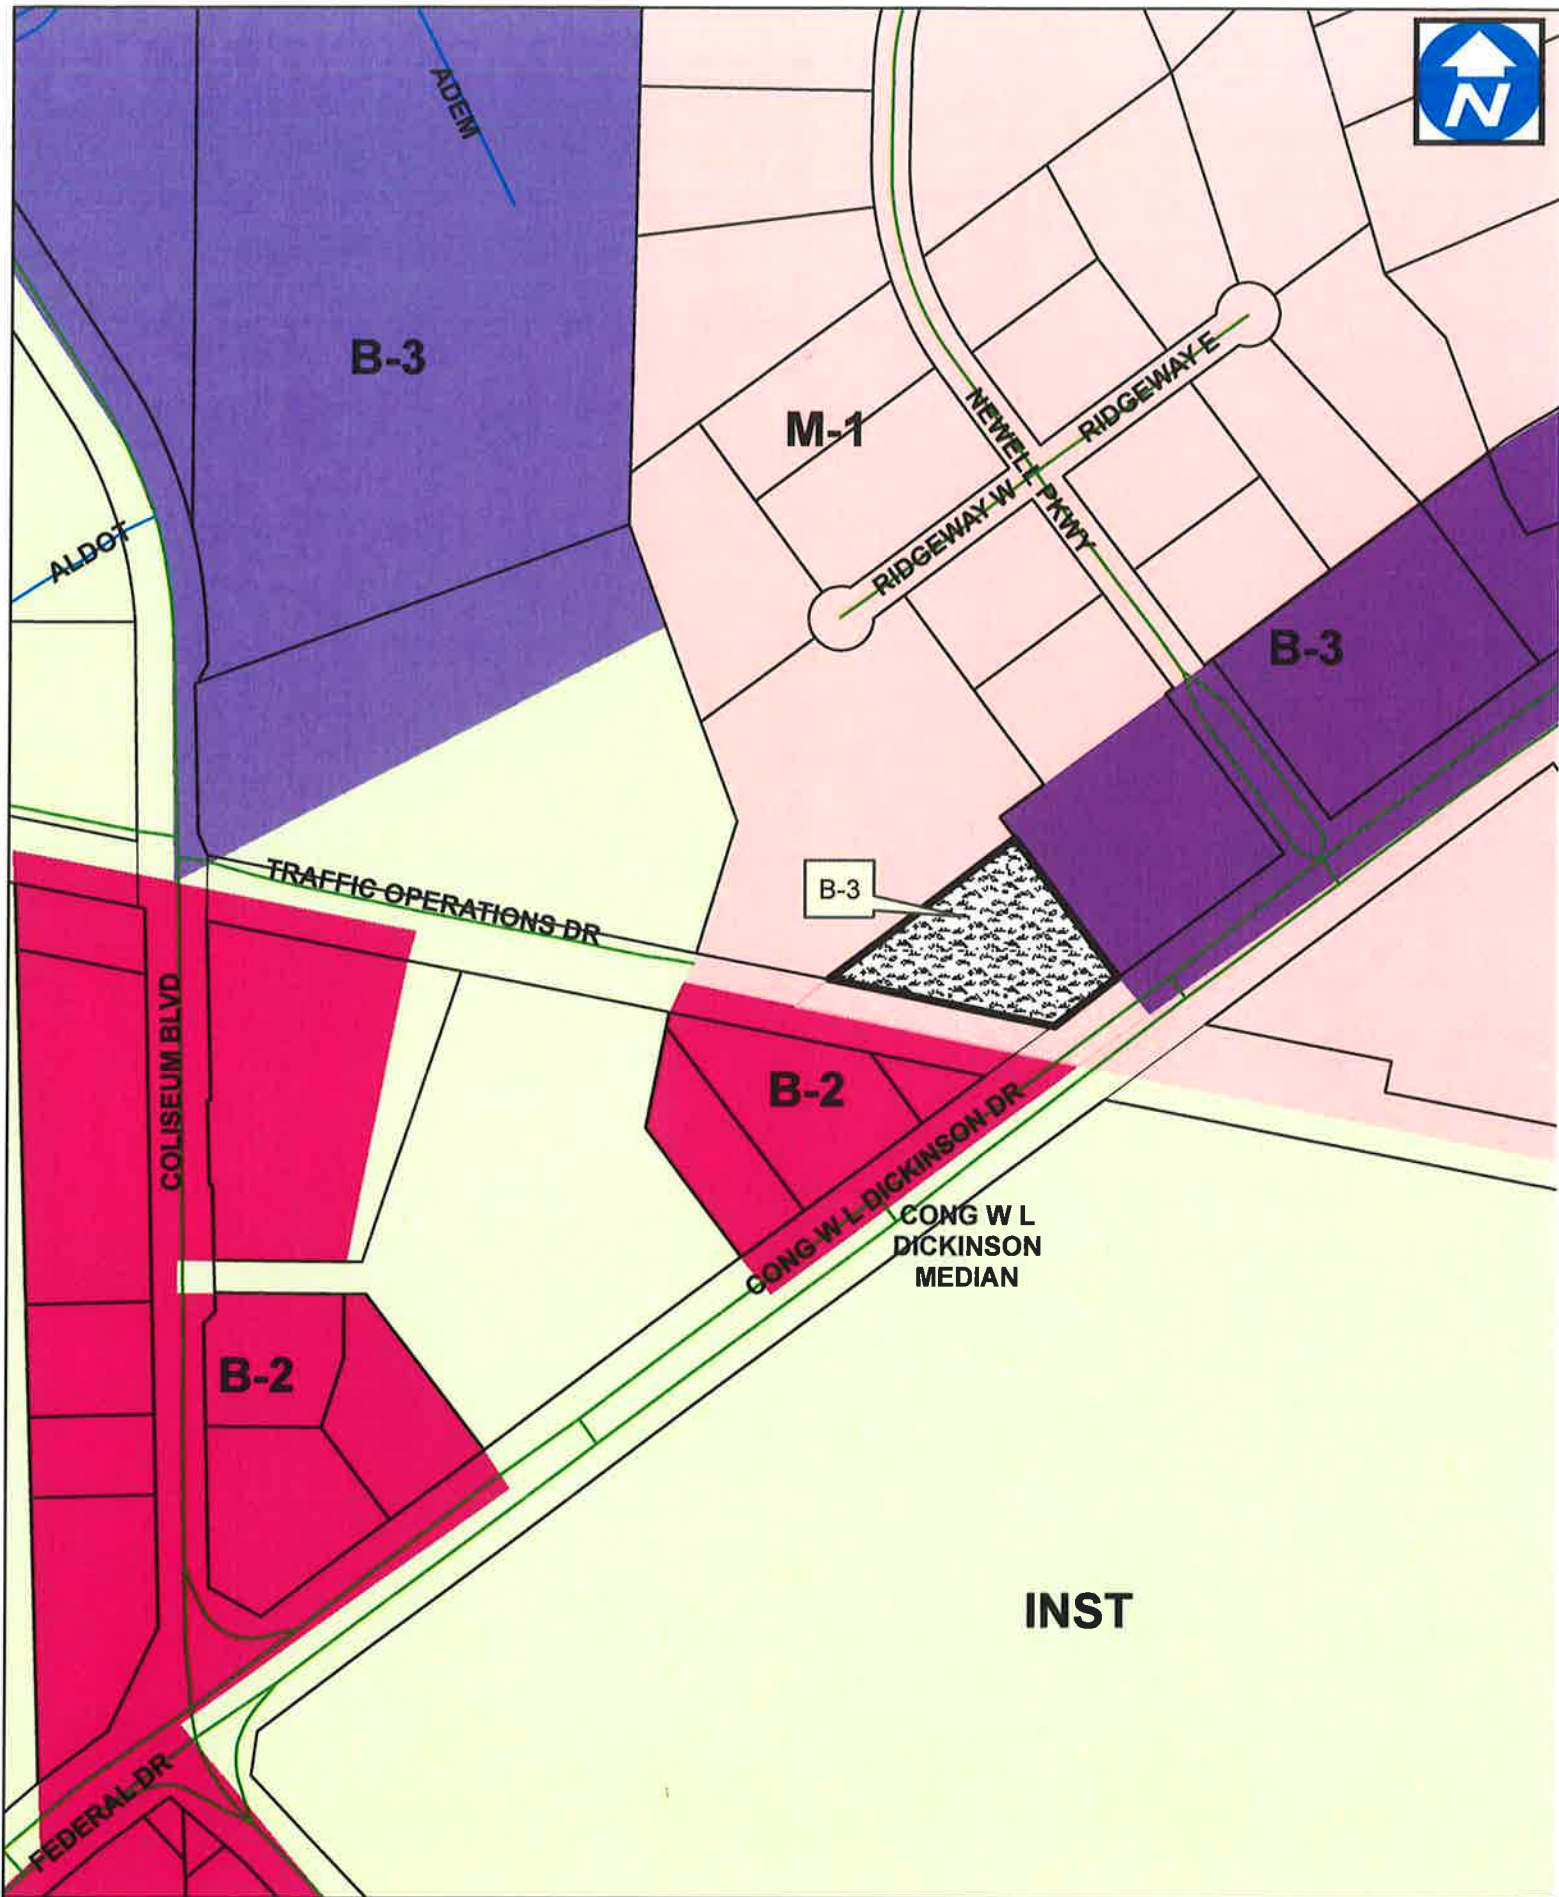 N
ADEM
B-3
M-1
NEWELL PKWY
RIDGEWAY E
RIDGEWAY W
ALDOT
B-3
B-3
TRAFFIC OPERATIONS DR
COLISEUM BLVD
B-2
CONG W L DICKINSON DR
CONG W L
DICKINSON
MEDIAN
B-2
INST
FEDERAL DR